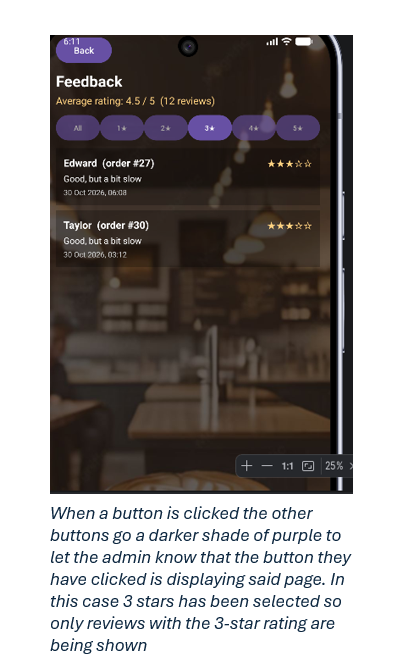 6:11
Back
Feedback
Average rating: 4.5 / 5 (12 reviews)
All 1★ 2★ 3★ 4★ 5★
Edward (order #27) ★★★☆☆
Good, but a bit slow
30 Oct 2026, 06:08
Taylor (order #30) ★★★☆☆
Good, but a bit slow
30 Oct 2026, 03:12
1:1 25%
When a button is clicked the other
buttons go a darker shade of purple to
let the admin know that the button they
have clicked is displaying said page. In
this case 3 stars has been selected so
only reviews with the 3-star rating are
being shown